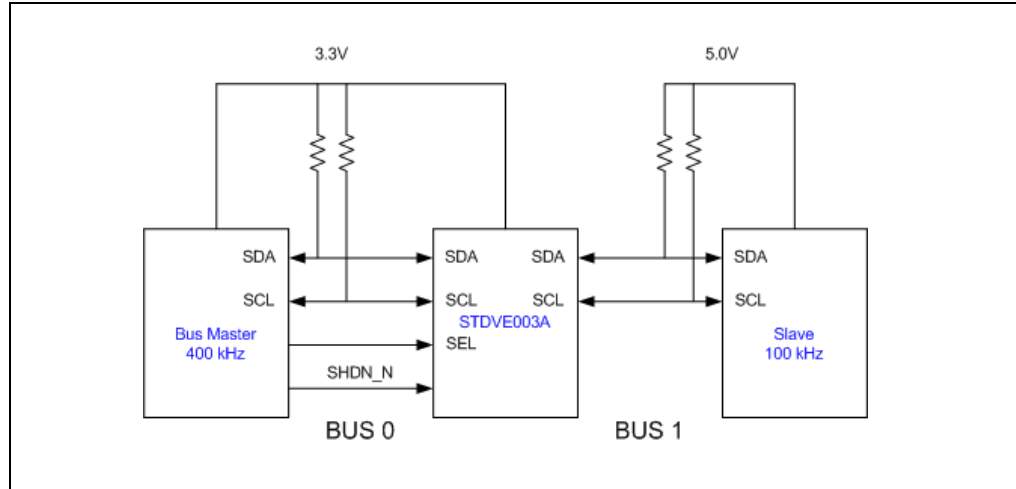 3.3V
5.0V
SDA
SDA
SDA
SDA
SCL
SCL
SCL
SCL
STDVE003A
Bus Master
400 kHz
SEL
Slave
100 kHz
SHDN_N
BUS 0
BUS 1